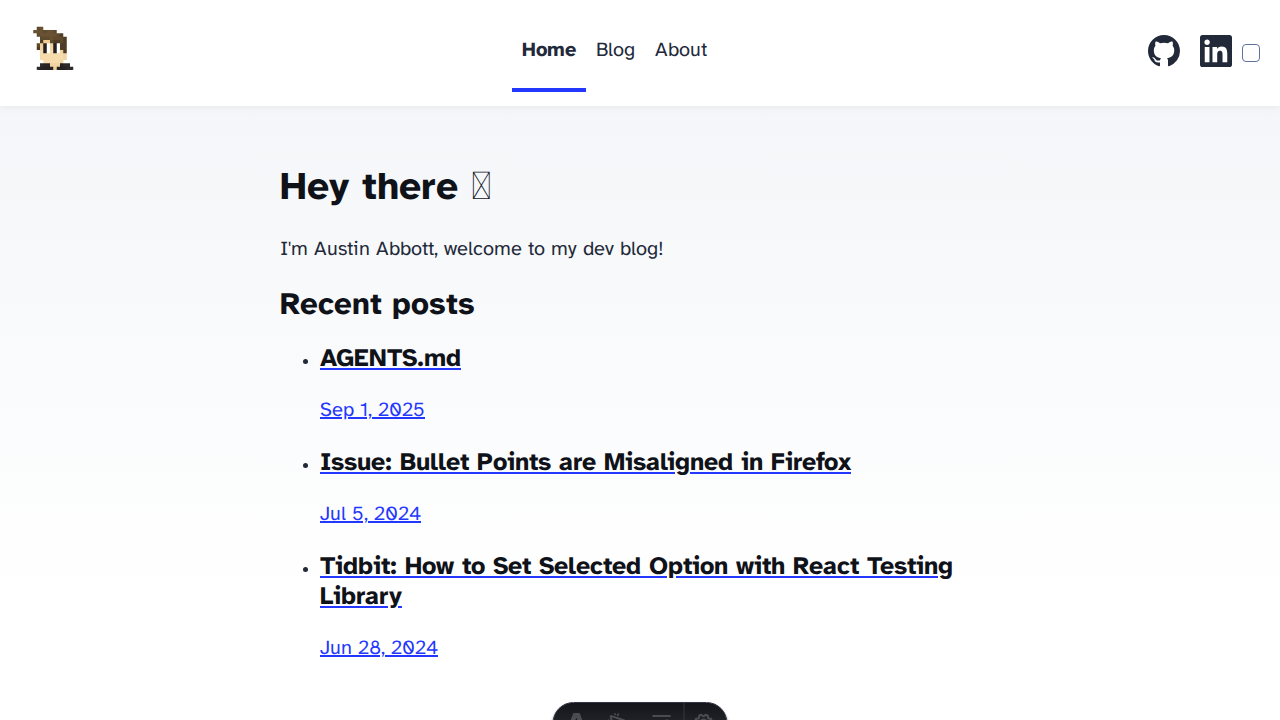 Home Blog About
Hey there
I'm Austin Abbott, welcome to my dev blog!
Recent posts
AGENTS.md
Sep 1, 2025
Issue: Bullet Points are Misaligned in Firefox
Jul 5, 2024
Tidbit: How to Set Selected Option with React Testing
Library
Jun 28, 2024